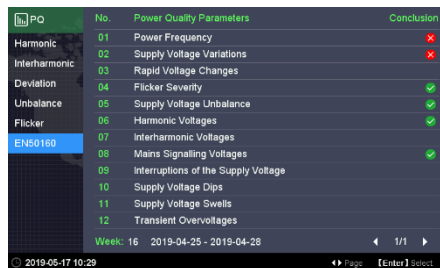 PQ
No. Power Quality Parameters Conclusion
Harmonic
Interharmonic
Deviation
Unbalance
Flicker
EN50160
01 Power Frequency
02 Supply Voltage Variations
03 Rapid Voltage Changes
04 Flicker Severity
05 Supply Voltage Unbalance
06 Harmonic Voltages
07 Interharmonic Voltages
08 Mains Signalling Voltages
09 Interruptions of the Supply Voltage
10 Supply Voltage Dips
11 Supply Voltage Swells
12 Transient Overvoltages
Week: 16 2019-04-25 - 2019-04-28 1/1
2019-05-17 10:29 Page 【Enter】Select